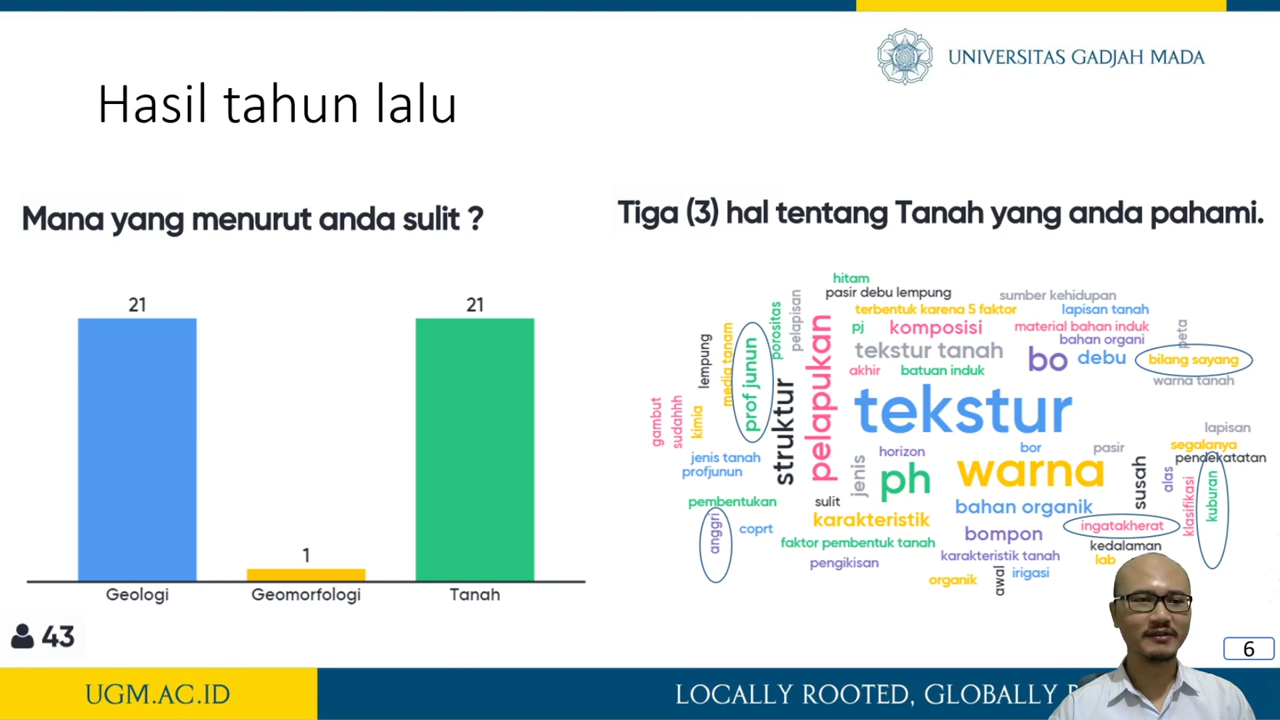 UNIVERSITAS GADJAH MADA
Hasil tahun lalu
Mana yang menurut anda sulit ?
21
1
21
Geologi
Geomorfologi
Tanah
43
Tiga (3) hal tentang Tanah yang anda pahami.
hitam
pasir debu lempung
sumber kehidupan
terbentuk karena 5 faktor
lapisan tanah
pj
komposisi
material bahan induk
bahan organi
peta
tekstur tanah
bo
debu
bilang sayang
akhir
batuan induk
warna tanah
pelapisan
porositas
prof junun
media tanam
lempung
kimia
sudahhh
gambut
struktur
pelapukan
tekstur
lapisan
segalanya
pendekatatan
jenis tanah
profjunun
horizon
bor
pasir
jenis
ph
warna
susah
alas
klasifikasi
kuburan
pembentukan
sulit
bahan organik
anggri
coprt
karakteristik
ingatakherat
faktor pembentuk tanah
bompon
kedalaman
pengikisan
karakteristik tanah
lab
organik
awal
irigasi
6
UGM.AC.ID
LOCALLY ROOTED, GLOBALLY